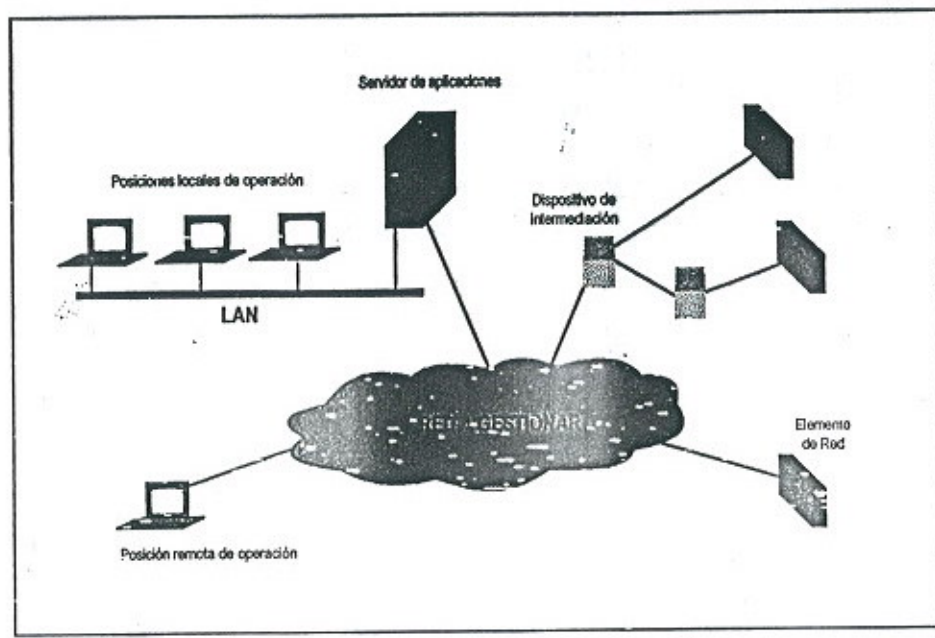 Servidor de aplicaciones
Posiciones locales de operación
Dispositivo de
Intermediación
LAN
RED A GESTIONAR
Elemento
de Red
Posición remota de operación